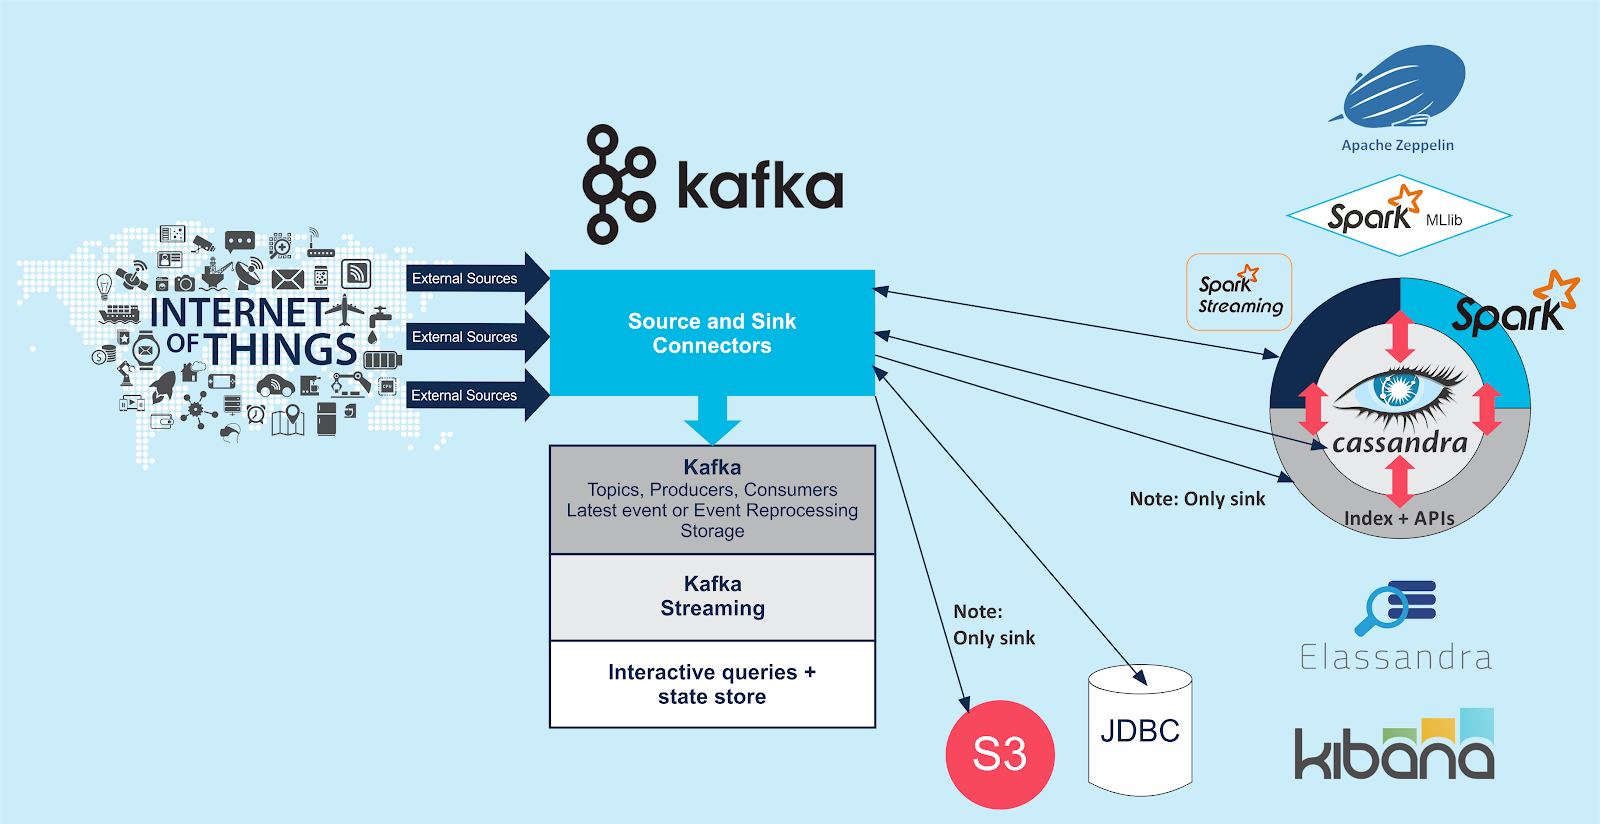 kafka
INTERNET
OF THINGS
CPU
External Sources
External Sources
External Sources
Source and Sink
Connectors
Kafka
Topics, Producers, Consumers
Latest event or Event Reprocessing
Storage
Kafka
Streaming
Interactive queries +
state store
Note:
Only sink
S3
JDBC
Note: Only sink
Apache Zeppelin
Spark MLlib
Spark
Streaming
Spark
cassandra
Index + APIs
Elassandra
kibana